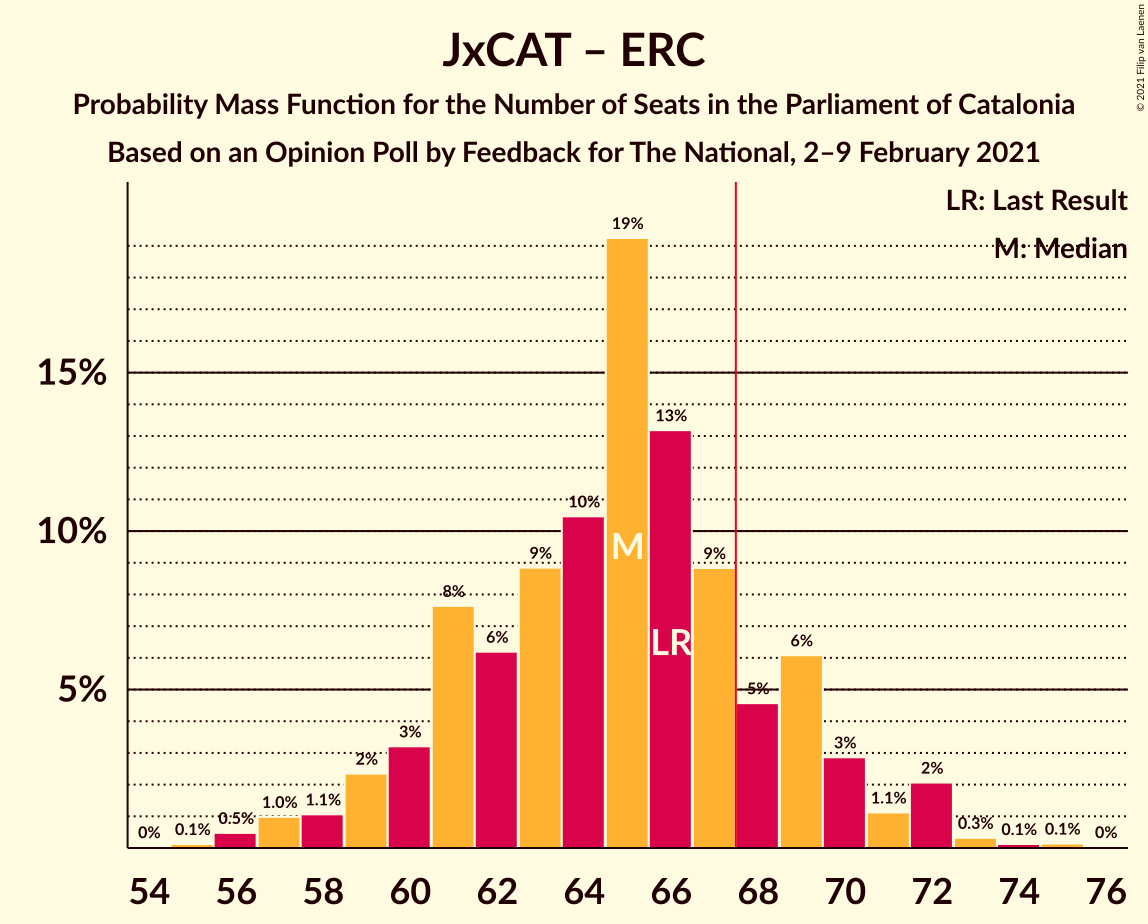 JxCAT – ERC
Probability Mass Function for the Number of Seats in the Parliament of Catalonia
Based on an Opinion Poll by Feedback for The National, 2–9 February 2021
© 2021 Filip van Laenen
LR: Last Result
M: Median
15%
10%
5%
0%
0.1%
0.5%
1.0%
1.1%
2%
3%
8%
6%
9%
10%
19%
13%
9%
5%
6%
3%
1.1%
2%
0.3%
0.1%
0.1%
0%
M
LR
54 56 58 60 62 64 66 68 70 72 74 76